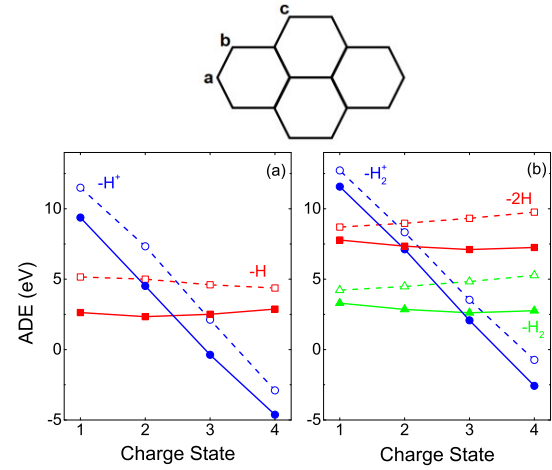 c
b
a
(a)
-H⁺
-H
10
5
0
-5
ADE (eV)
1 2 3 4
Charge State
(b)
-H₂⁺
-2H
-H₂
10
5
0
-5
1 2 3 4
Charge State